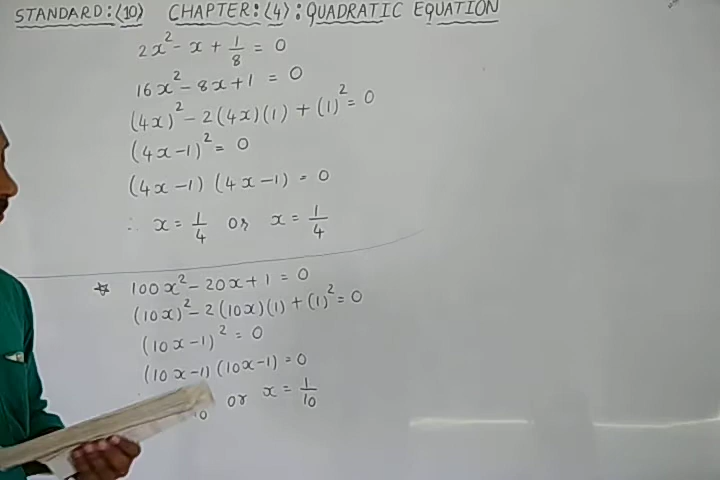 STANDARD:⟨10⟩ CHAPTER:⟨4⟩: QUADRATIC EQUATION
2x² - x + 1/8 = 0
16x² - 8x + 1 = 0
(4x)² - 2(4x)(1) + (1)² = 0
(4x-1)² = 0
(4x-1) (4x-1) = 0
∴ x = 1/4 or x = 1/4
☆ 100x² - 20x + 1 = 0
(10x)² - 2(10x)(1) + (1)² = 0
(10x-1)² = 0
(10x-1) (10x-1) = 0
or x = 1/10